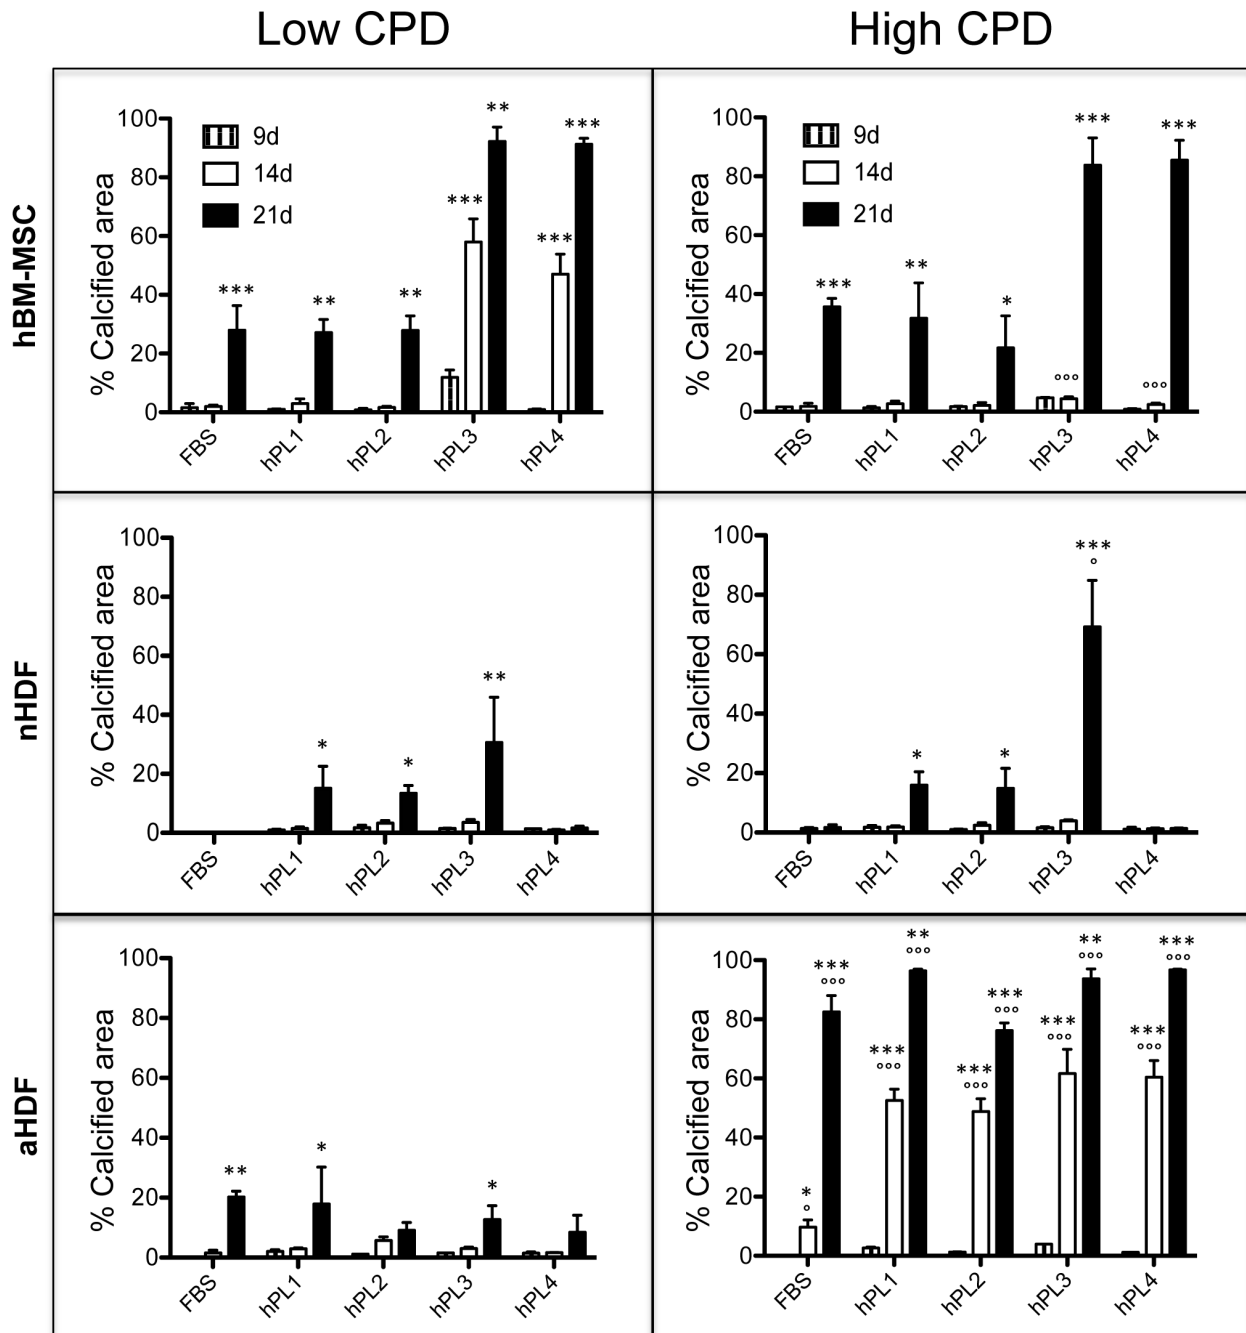 Low CPD
High CPD
hBM-MSC
% Calcified area
100
80
60
40
20
0
9d
14d
21d
***
**
**
***
**
***
***
FBS
hPL1
hPL2
hPL3
hPL4
% Calcified area
100
80
60
40
20
0
9d
14d
21d
***
**
*
°°°
***
°°°
***
FBS
hPL1
hPL2
hPL3
hPL4
nHDF
% Calcified area
100
80
60
40
20
0
*
*
**
FBS
hPL1
hPL2
hPL3
hPL4
% Calcified area
100
80
60
40
20
0
*
*
***
°
FBS
hPL1
hPL2
hPL3
hPL4
aHDF
% Calcified area
100
80
60
40
20
0
**
*
*
FBS
hPL1
hPL2
hPL3
hPL4
% Calcified area
100
80
60
40
20
0
*
°
***
°°°
***
°°°
**
°°°
***
°°°
***
°°°
***
°°°
**
°°°
***
°°°
***
°°°
FBS
hPL1
hPL2
hPL3
hPL4